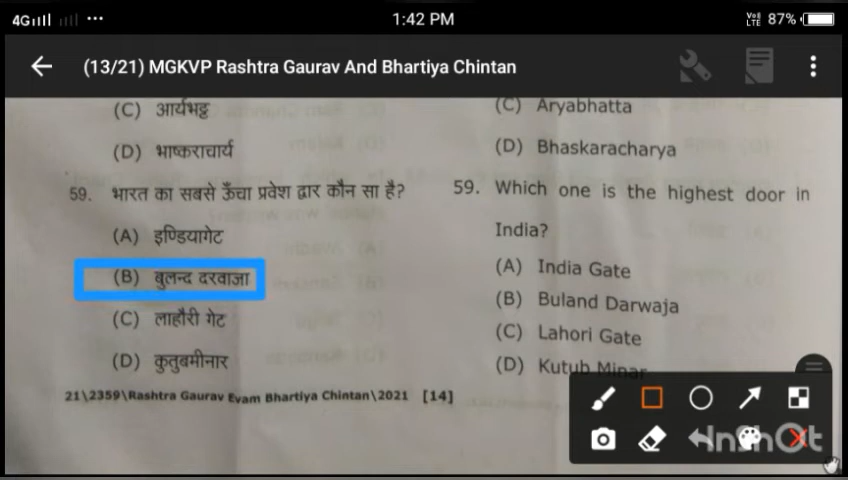 4G
1:42 PM
VoLTE 87%
(13/21) MGKVP Rashtra Gaurav And Bhartiya Chintan
(C) आर्यभट्ट
(D) भाष्कराचार्य
59. भारत का सबसे ऊँचा प्रवेश द्वार कौन सा है?
(A) इण्डियागेट
(B) बुलन्द दरवाज़ा
(C) लाहौरी गेट
(D) कुतुबमीनार
21\2359\Rashtra Gaurav Evam Bhartiya Chintan\2021 [14]
(C) Aryabhatta
(D) Bhaskaracharya
59. Which one is the highest door in
India?
(A) India Gate
(B) Buland Darwaja
(C) Lahori Gate
(D) Kutub Minar
InShOt